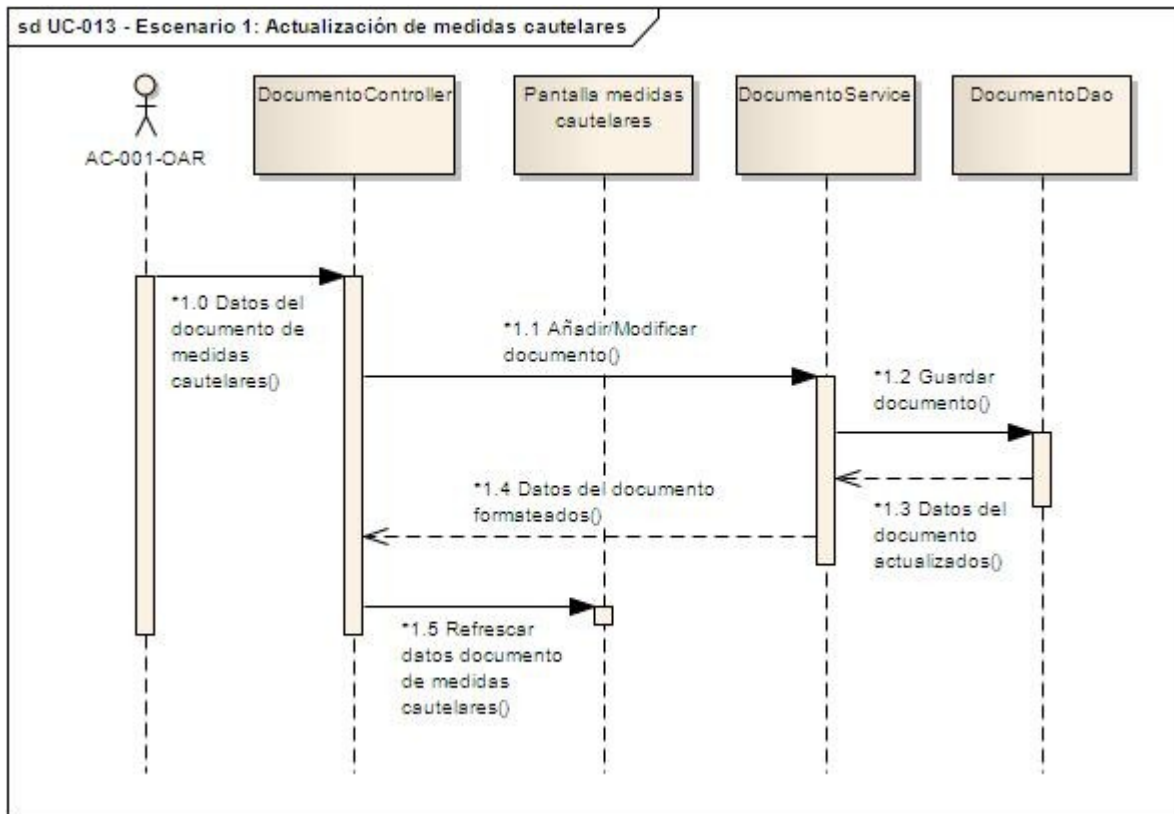 sd UC-013 - Escenario 1: Actualización de medidas cautelares
AC-001-OAR
DocumentoController
Pantalla medidas
cautelares
DocumentoService
DocumentoDao
*1.0 Datos del
documento de
medidas
cautelares()
*1.1 Añadir/Modificar
documento()
*1.2 Guardar
documento()
*1.3 Datos del
documento
actualizados()
*1.4 Datos del documento
formateados()
*1.5 Refrescar
datos documento
de medidas
cautelares()